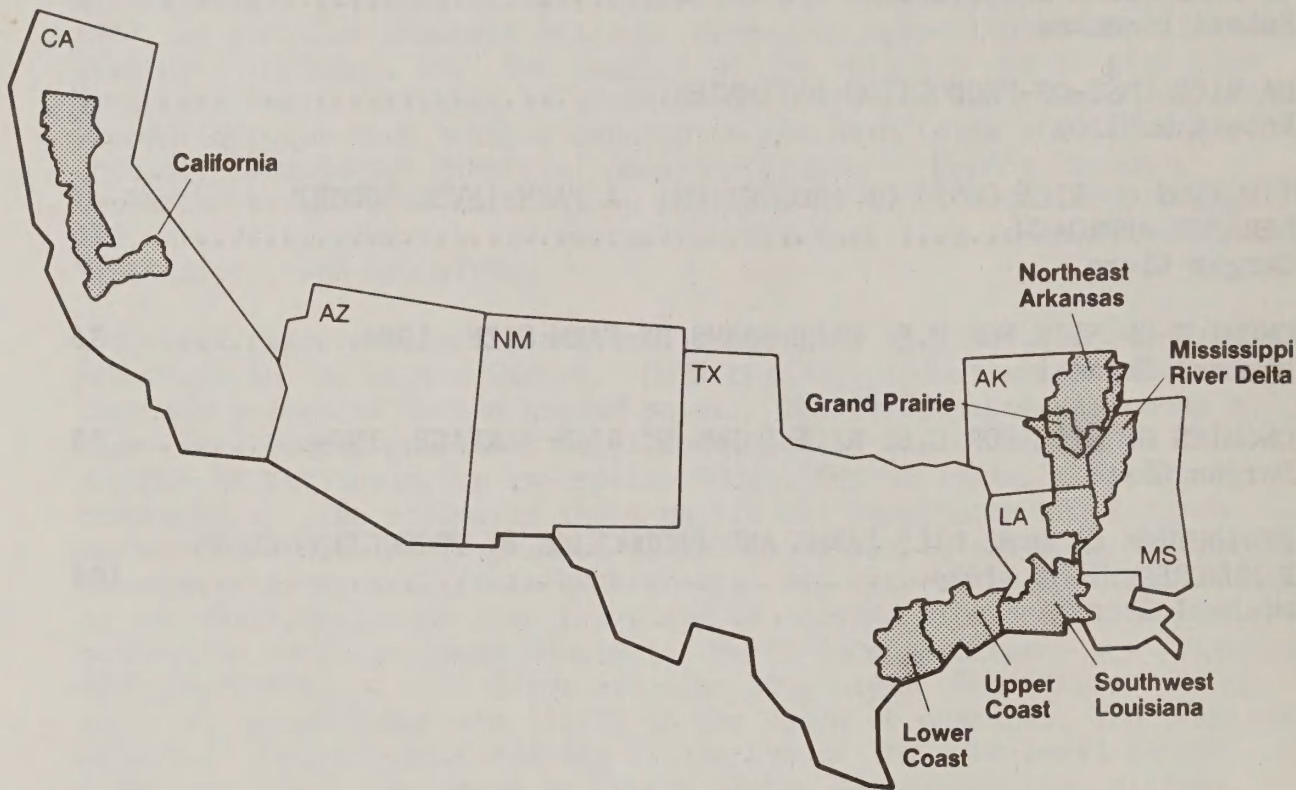 CA
California
AZ
NM
TX
Northeast
Arkansas
AK
Mississippi
River Delta
Grand Prairie
LA
MS
Upper
Coast
Southwest
Louisiana
Lower
Coast